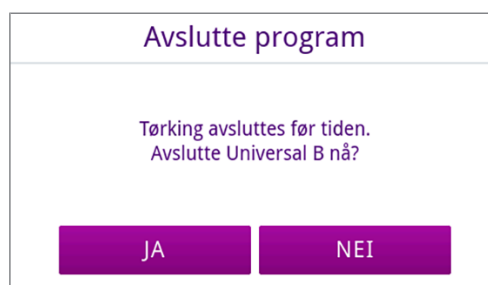 Avslutte program
Tørking avsluttes før tiden.
Avslutte Universal B nå?
JA
NEI